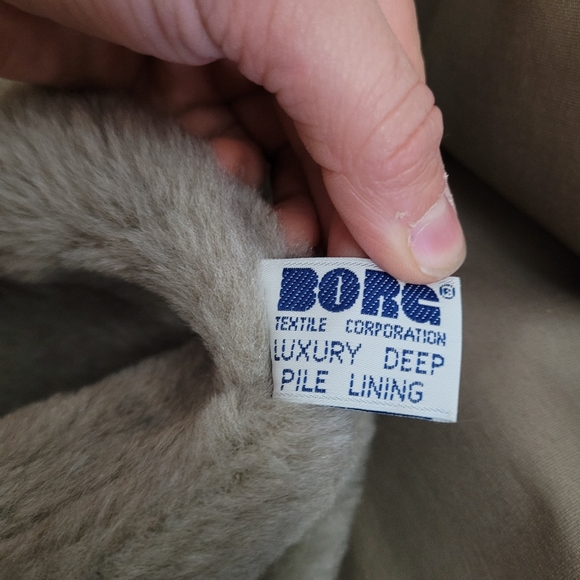 BORG®
TEXTILE CORPORATION
LUXURY DEEP
PILE LINING